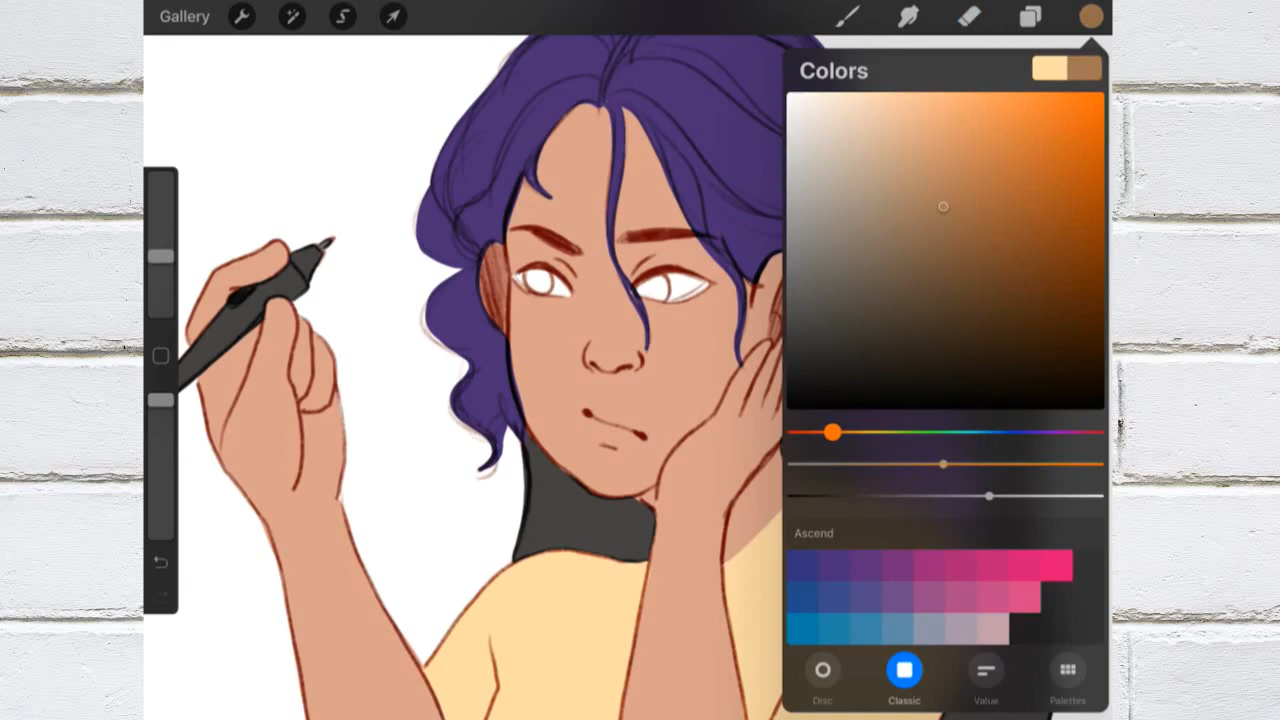 Gallery
Colors
Ascend
Disc
Classic
Value
Palettes